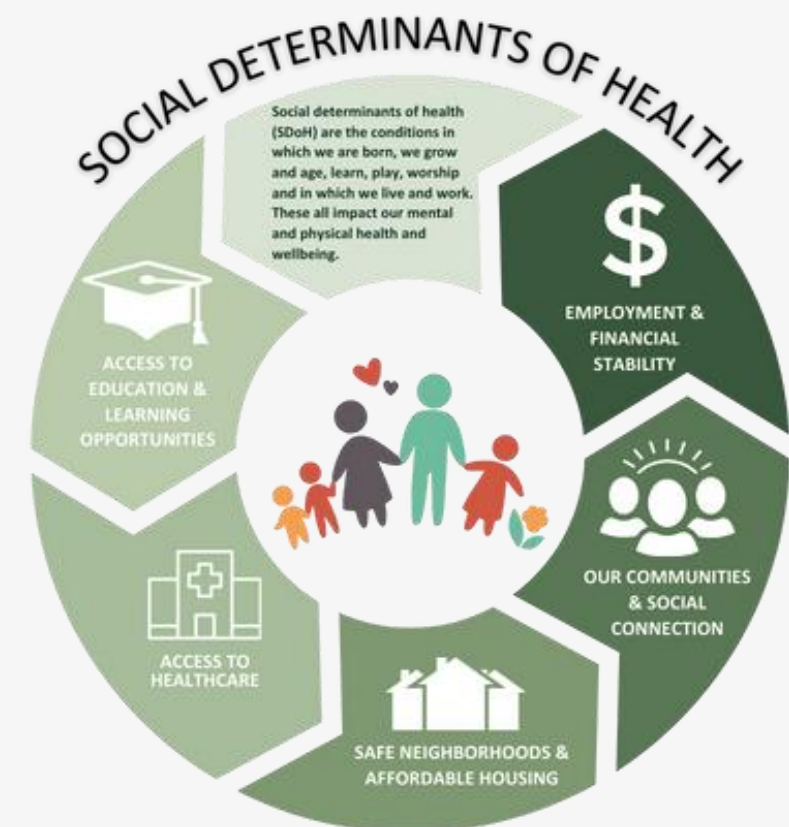 SOCIAL DETERMINANTS OF HEALTH
Social determinants of health
(SDoH) are the conditions in
which we are born, we grow
and age, learn, play, worship
and in which we live and work.
These all impact our mental
and physical health and
wellbeing.
$
EMPLOYMENT &
FINANCIAL
STABILITY
OUR COMMUNITIES
& SOCIAL
CONNECTION
SAFE NEIGHBORHOODS &
AFFORDABLE HOUSING
ACCESS TO
HEALTHCARE
ACCESS TO
EDUCATION &
LEARNING
OPPORTUNITIES